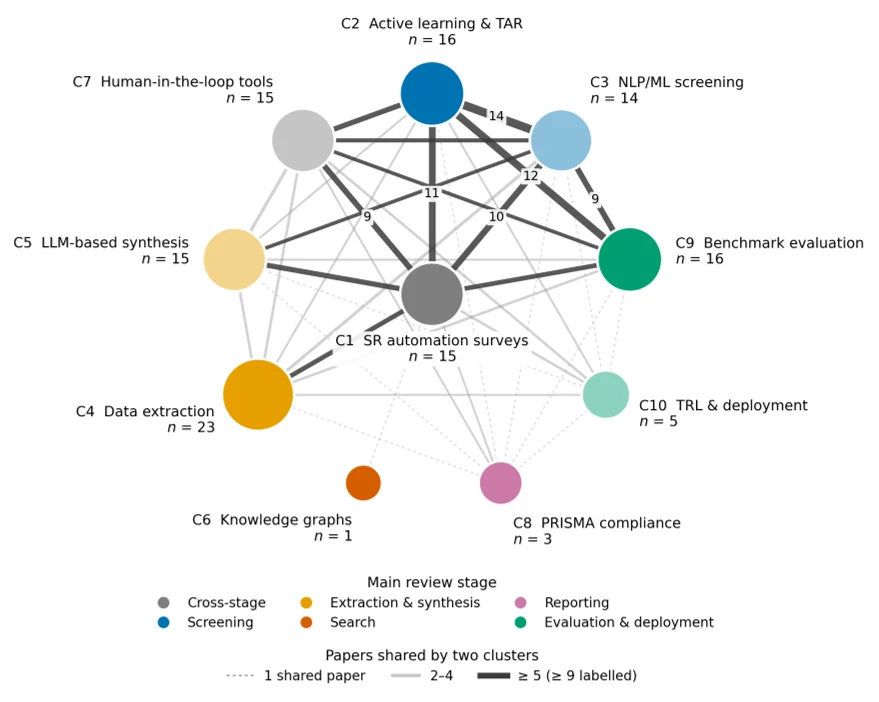 C2 Active learning & TAR
n = 16
C7 Human-in-the-loop tools
n = 15
C3 NLP/ML screening
n = 14
14
12
9
11
9
10
C5 LLM-based synthesis
n = 15
C9 Benchmark evaluation
n = 16
C1 SR automation surveys
n = 15
C4 Data extraction
n = 23
C10 TRL & deployment
n = 5
C6 Knowledge graphs
n = 1
C8 PRISMA compliance
n = 3
Main review stage
Cross-stage
Extraction & synthesis
Reporting
Screening
Search
Evaluation & deployment
Papers shared by two clusters
1 shared paper
2–4
≥ 5 (≥ 9 labelled)